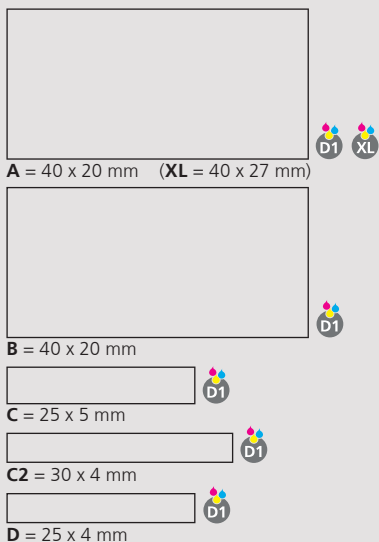 D1 XL
A = 40 x 20 mm (XL = 40 x 27 mm)
D1
B = 40 x 20 mm
D1
C = 25 x 5 mm
D1
C2 = 30 x 4 mm
D1
D = 25 x 4 mm